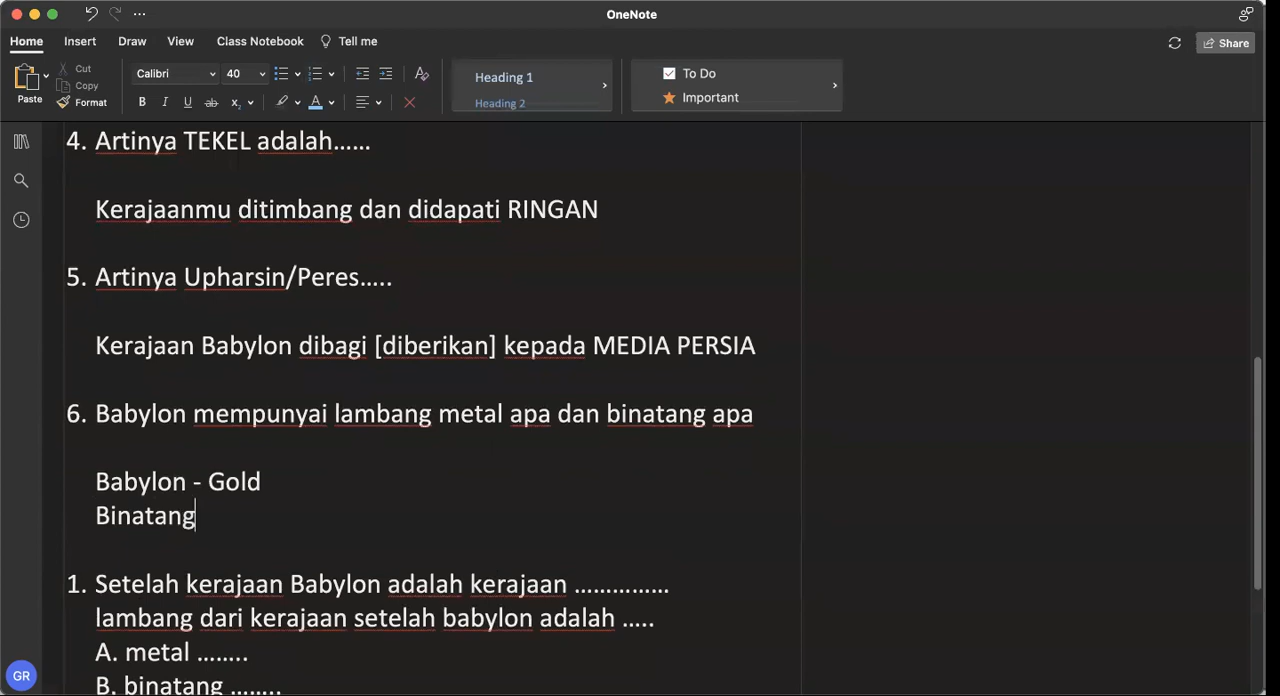 OneNote
Home Insert Draw View Class Notebook Tell me Share
Paste Cut Copy Format
Calibri 40
B I U ab x₂ A
Heading 1
Heading 2
To Do
Important
4. Artinya TEKEL adalah......
Kerajaanmu ditimbang dan didapati RINGAN
5. Artinya Upharsin/Peres.....
Kerajaan Babylon dibagi [diberikan] kepada MEDIA PERSIA
6. Babylon mempunyai lambang metal apa dan binatang apa
Babylon - Gold
Binatang
1. Setelah kerajaan Babylon adalah kerajaan ...............
lambang dari kerajaan setelah babylon adalah .....
A. metal ........
B. binatang ........
GR